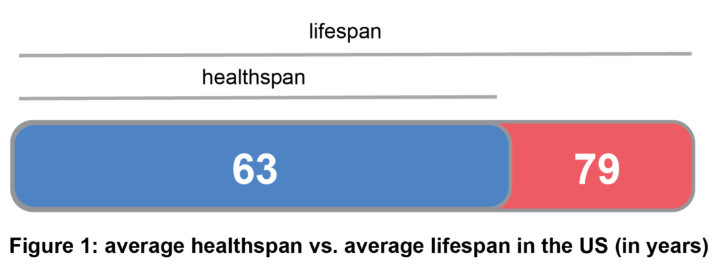 lifespan
healthspan
63 79
Figure 1: average healthspan vs. average lifespan in the US (in years)